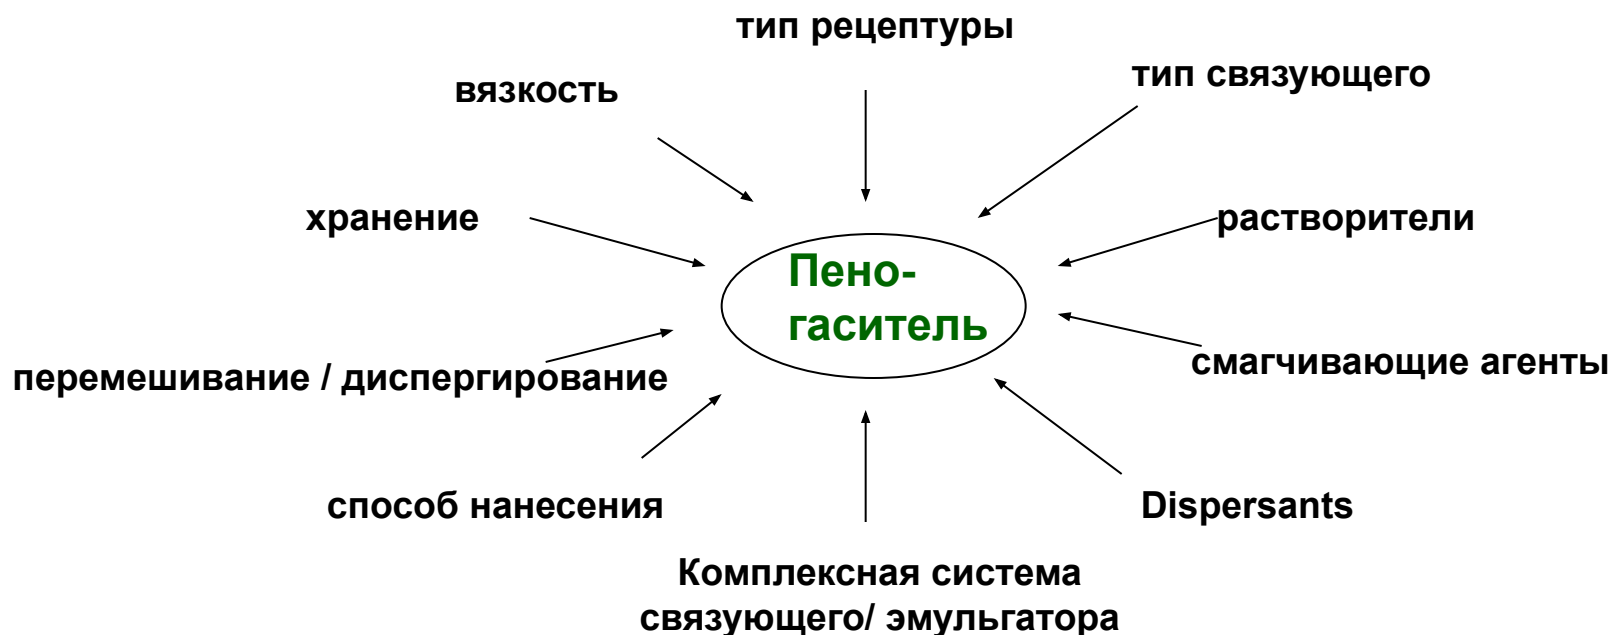 тип рецептуры
вязкость
тип связующего
хранение
растворители
Пено-
гаситель
перемешивание / диспергирование
смагчивающие агенты
способ нанесения
Dispersants
Комплексная система
связующего/ эмульгатора